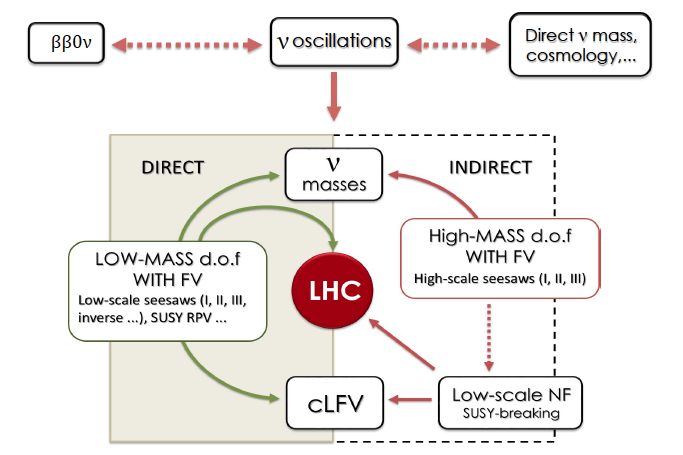 ββ0ν
ν oscillations
Direct ν mass,
cosmology,...
DIRECT
ν
masses
INDIRECT
LOW-MASS d.o.f
WITH FV
Low-scale seesaws (I, II, III,
inverse ...), SUSY RPV ...
High-MASS d.o.f
WITH FV
High-scale seesaws (I, II, III)
LHC
cLFV
Low-scale NF
SUSY-breaking